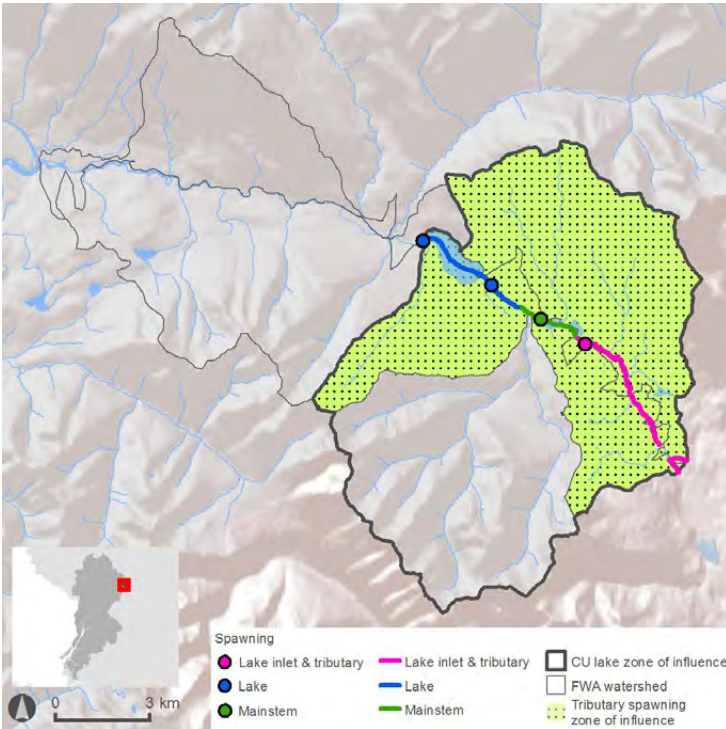 Spawning
Lake inlet & tributary
Lake
Mainstem
Lake inlet & tributary
Lake
Mainstem
CU lake zone of influence
FWA watershed
Tributary spawning
zone of influence
0 3 km